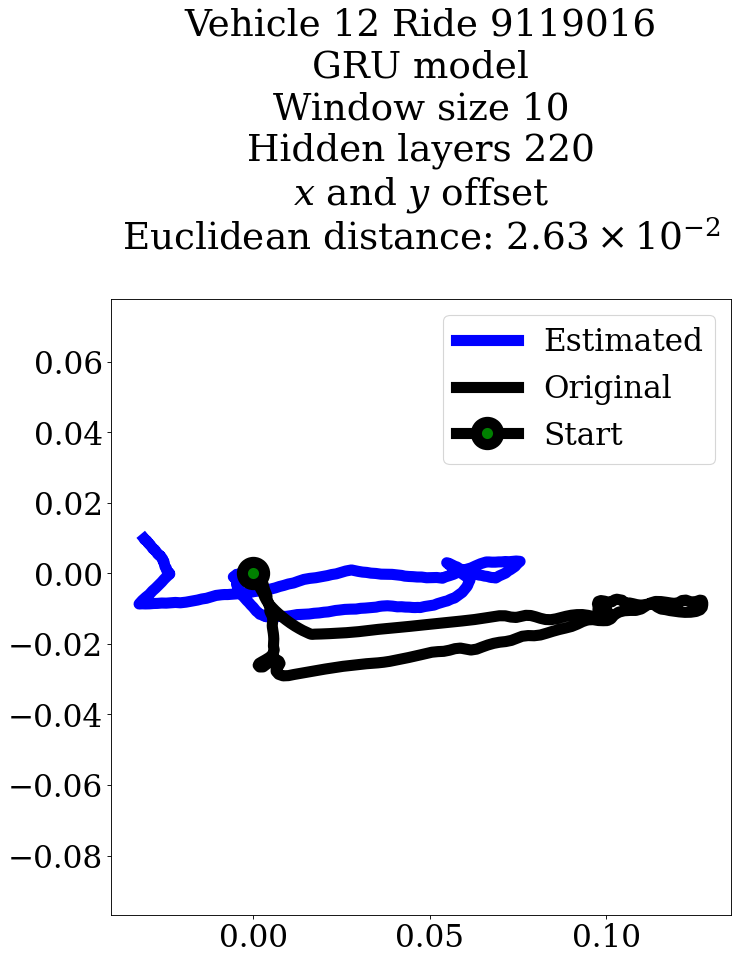 Vehicle 12 Ride 9119016
GRU model
Window size 10
Hidden layers 220
x and y offset
Euclidean distance: 2.63 × 10⁻²
Estimated
Original
Start
0.06
0.04
0.02
0.00
−0.02
−0.04
−0.06
−0.08
0.00 0.05 0.10